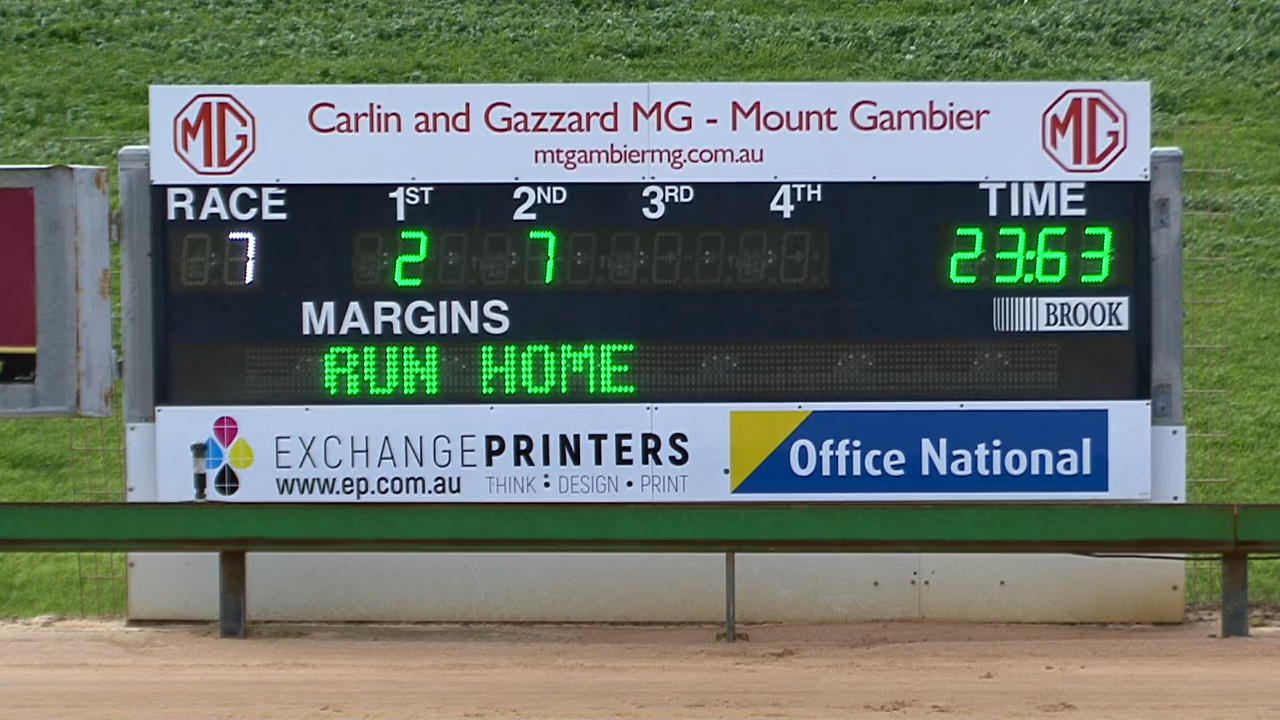 MG Carlin and Gazzard MG - Mount Gambier MG
mtgambiermg.com.au
RACE 1ST 2ND 3RD 4TH TIME
7 2 7 23:63
MARGINS BROOK
RUN HOME
EXCHANGEPRINTERS Office National
www.ep.com.au THINK : DESIGN • PRINT